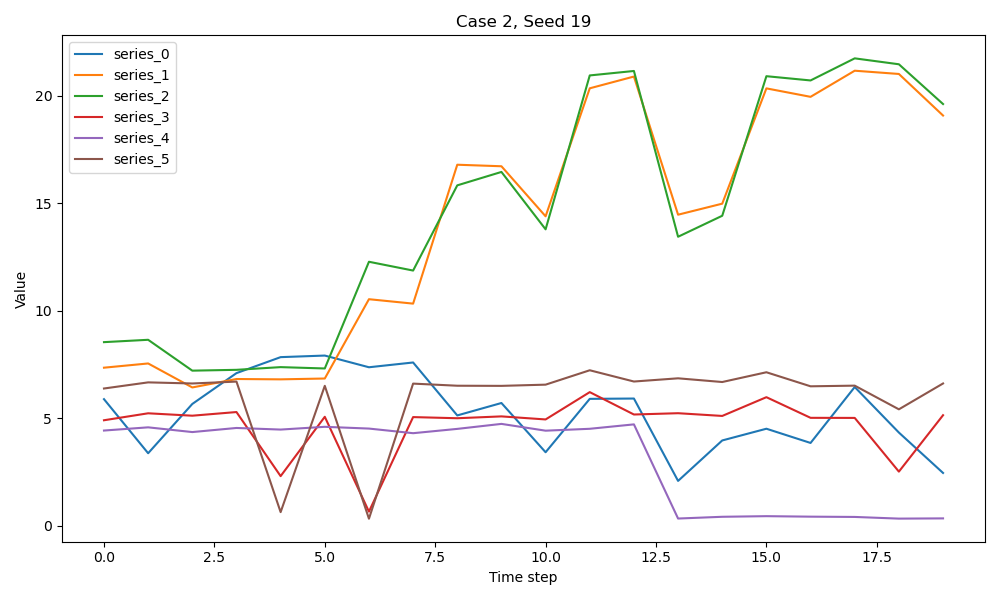 Case 2, Seed 19
series_0
series_1
series_2
series_3
series_4
series_5
Value
20
15
10
5
0
0.0 2.5 5.0 7.5 10.0 12.5 15.0 17.5
Time step